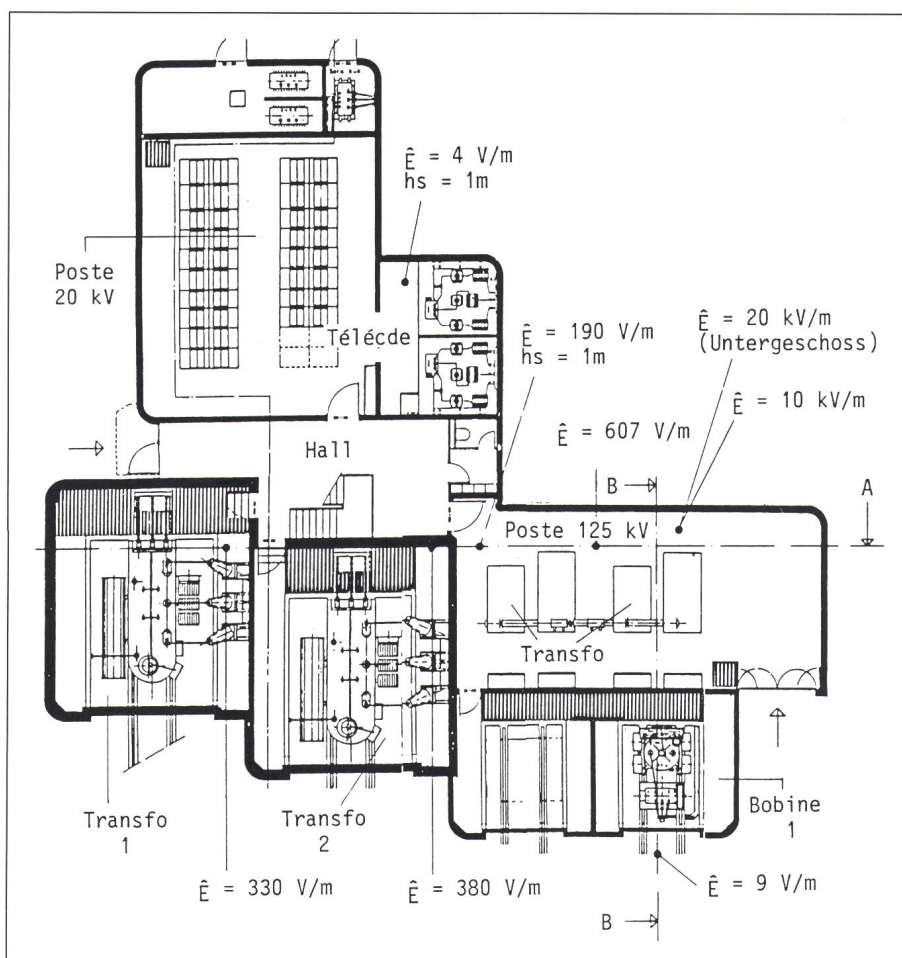 Ê = 4 V/m
hs = 1m
Poste
20 kV
Télécde
Ê = 190 V/m
hs = 1m
Ê = 20 kV/m
(Untergeschoss)
Ê = 10 kV/m
Ê = 607 V/m
Hall
B
A
Poste 125 kV
Transfo
Transfo
1
Transfo
2
Bobine
1
Ê = 330 V/m
Ê = 380 V/m
Ê = 9 V/m
B